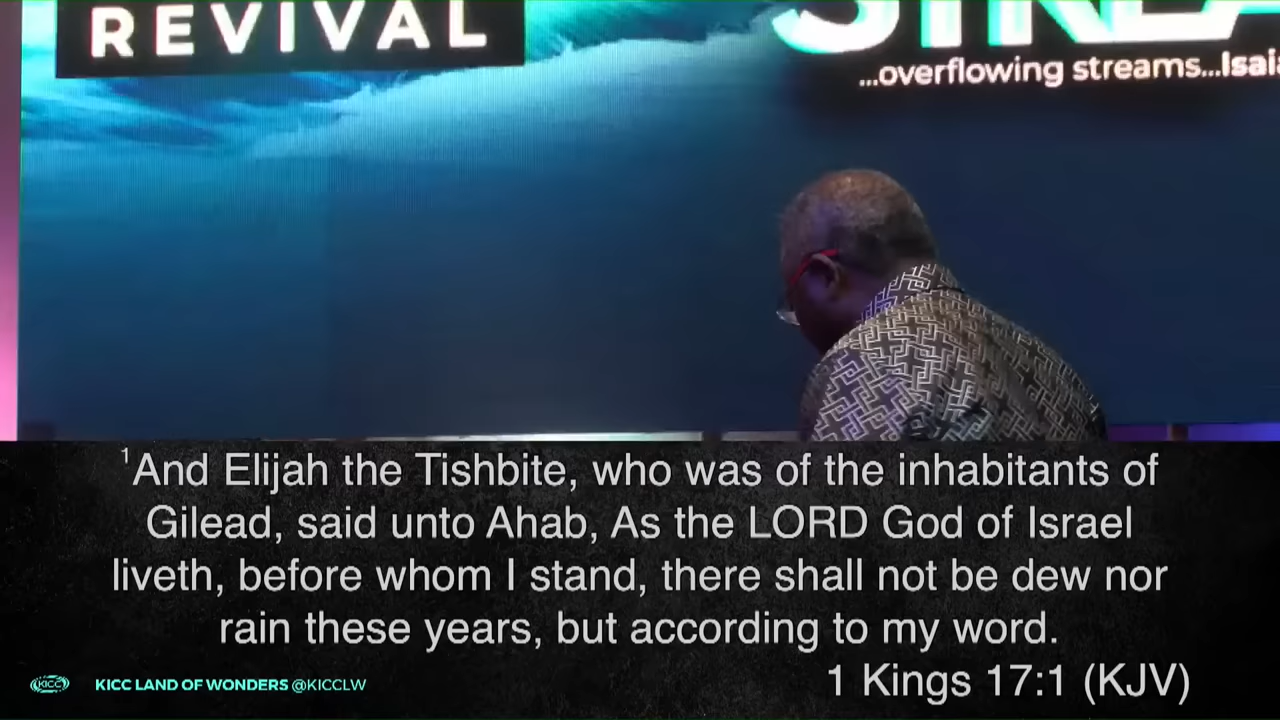 REVIVAL
...overflowing streams...
1And Elijah the Tishbite, who was of the inhabitants of
Gilead, said unto Ahab, As the LORD God of Israel
liveth, before whom I stand, there shall not be dew nor
rain these years, but according to my word.
1 Kings 17:1 (KJV)
KICC
KICC LAND OF WONDERS @KICCLW